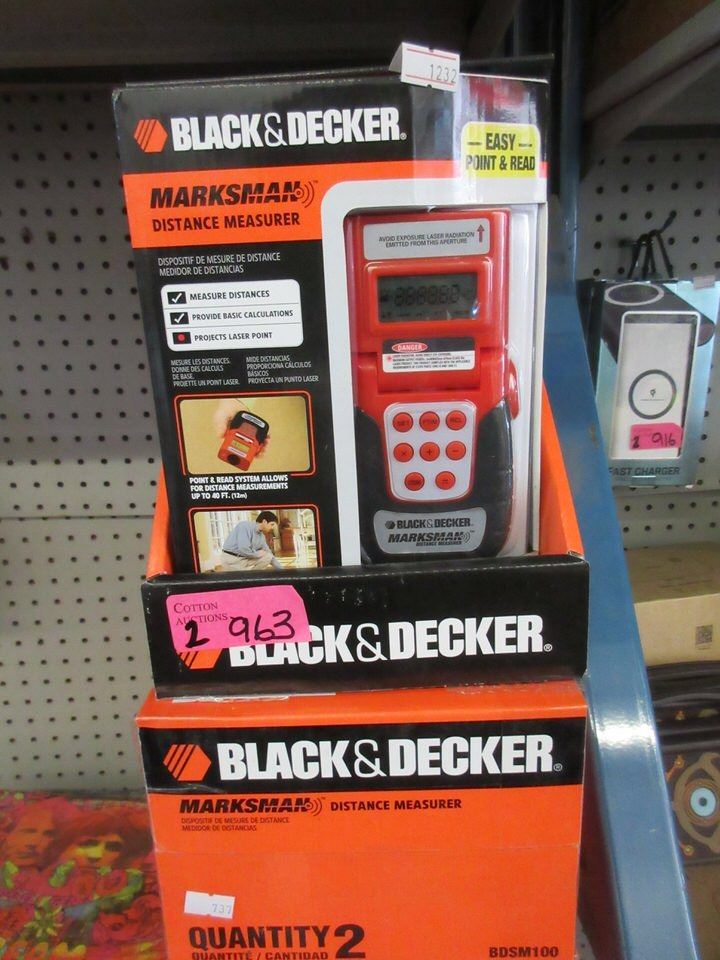 1232
BLACK & DECKER®
EASY
POINT & READ
MARKSMAN
DISTANCE MEASURER
DISPOSITIF DE MESURE DE DISTANCE
MEDIDOR DE DISTANCIAS
MEASURE DISTANCES
PROVIDE BASIC CALCULATIONS
PROJECTS LASER POINT
MESURE LES DISTANCES.
DONNE DES CALCULS
DE BASE.
PROJETTE UN POINT LASER.
MIDE DISTANCIAS
PROPORCIONA CÁLCULOS
BÁSICOS
PROYECTA UN PUNTO LASER
POINT & READ SYSTEM ALLOWS
FOR DISTANCE MEASUREMENTS
UP TO 40 FT. (12m)
AVOID EXPOSURE LASER RADIATION
EMITTED FROM THIS APERTURE
DANGER
BLACK & DECKER.
MARKSMAN
DISTANCE MEASURER
COTTON
AUCTIONS
2 963
BLACK & DECKER®
BLACK & DECKER®
MARKSMAN DISTANCE MEASURER
DISPOSITIF DE MESURE DE DISTANCE
MEDIDOR DE DISTANCIAS
737
QUANTITY 2
QUANTITÉ / CANTIDAD
BDSM100
2 916
FAST CHARGER